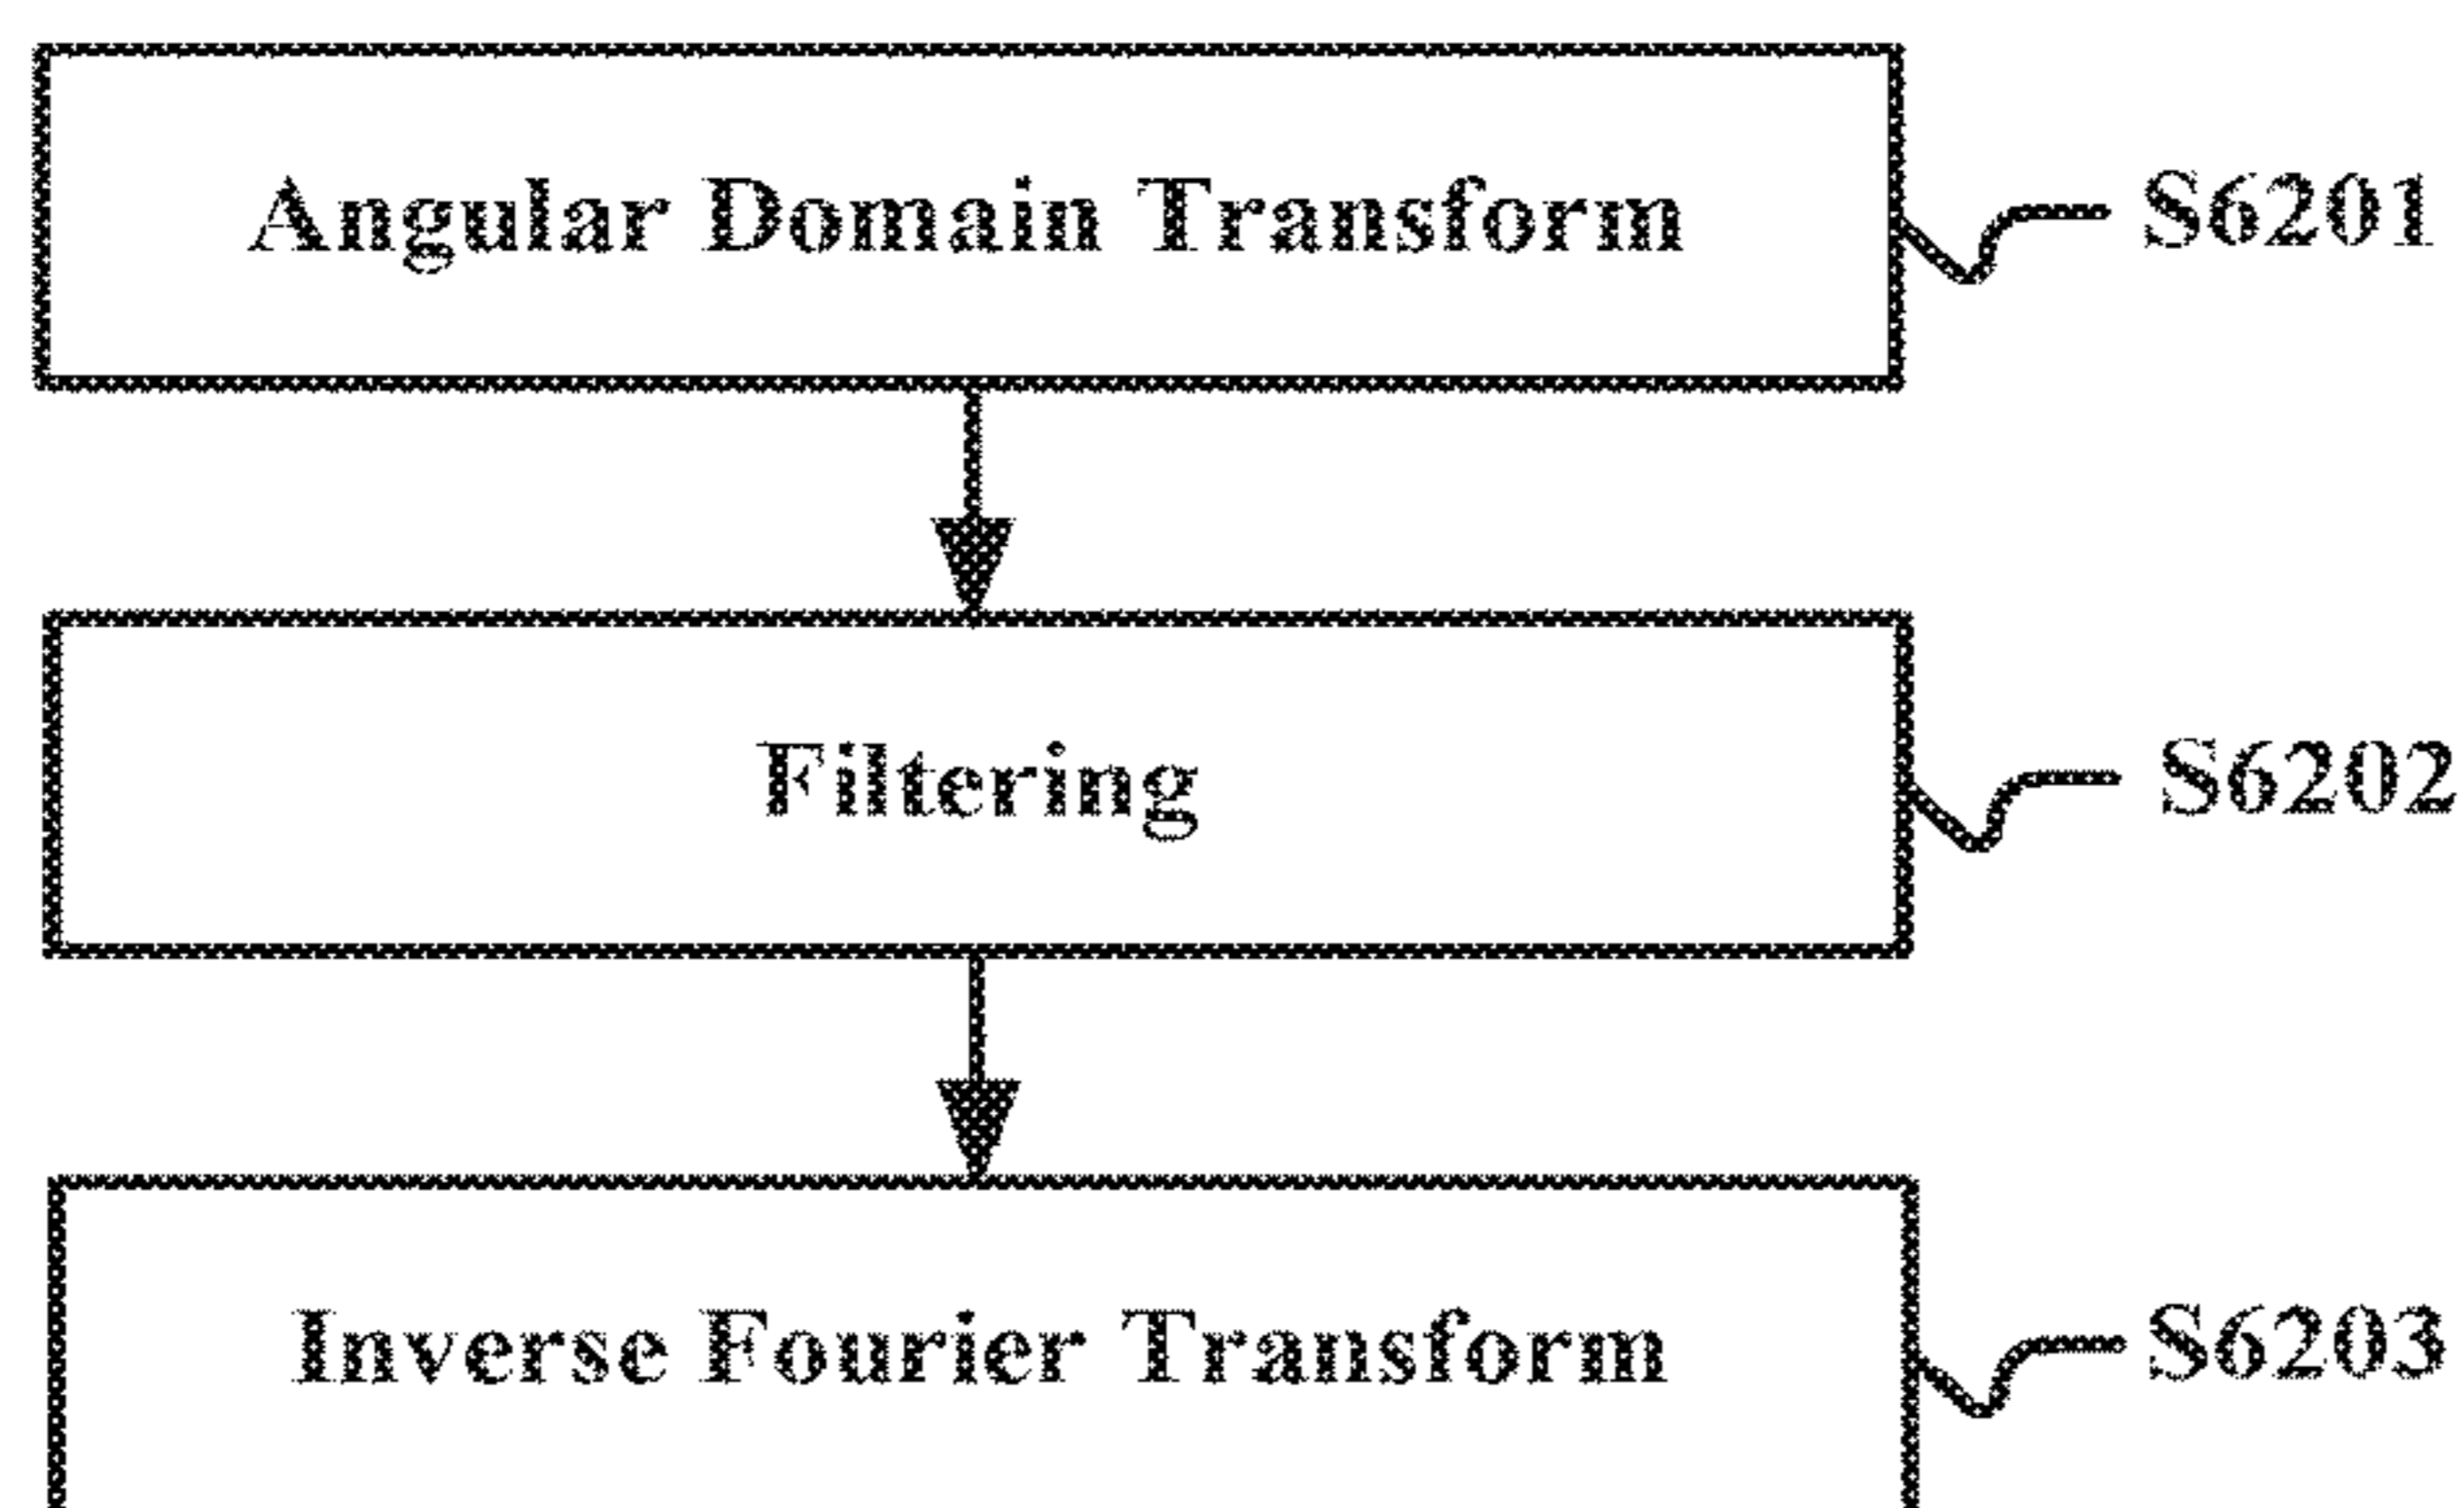 Angular Domain Transform
S6201
Filtering
S6202
Inverse Fourier Transform
S6203